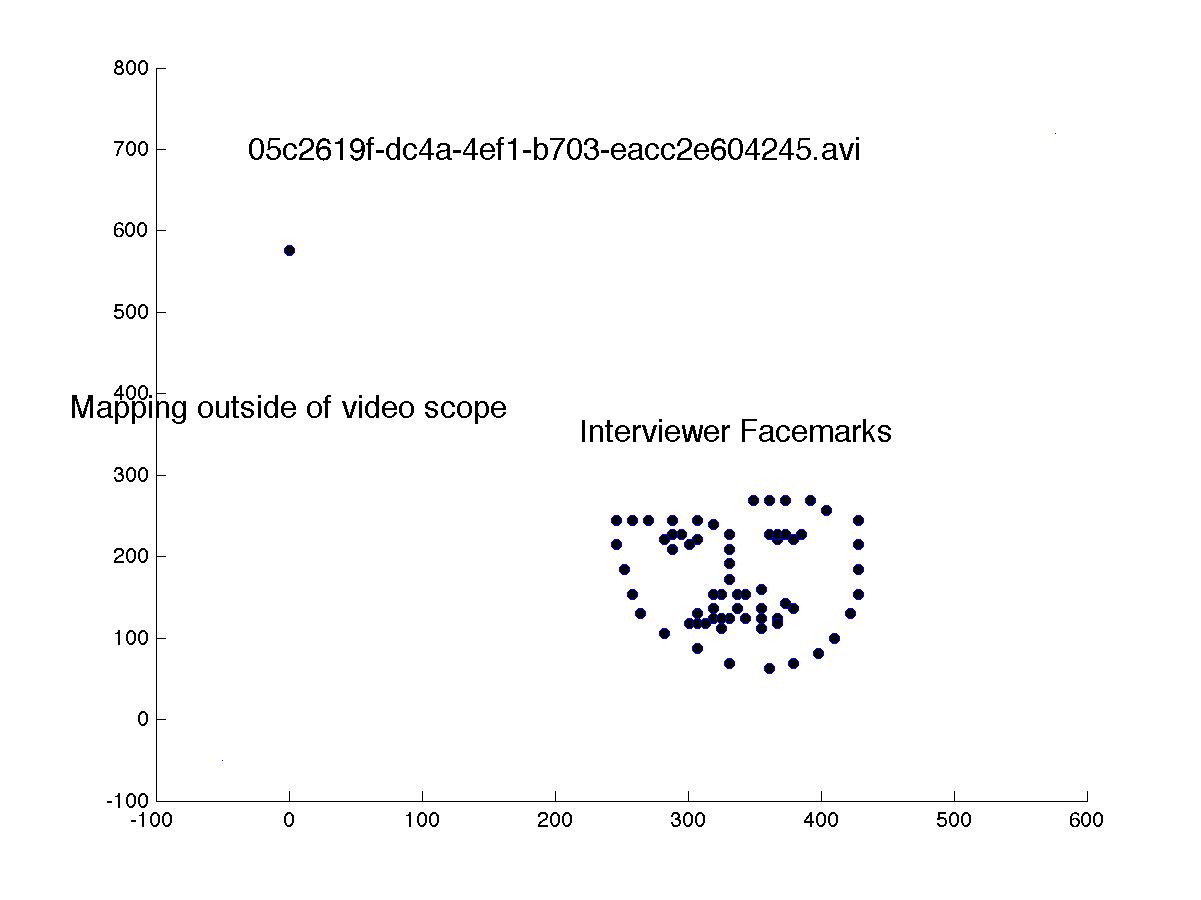 800
700
05c2619f-dc4a-4ef1-b703-eacc2e604245.avi
600
500
400
Mapping outside of video scope
Interviewer Facemarks
300
200
100
0
-100
-100 0 100 200 300 400 500 600